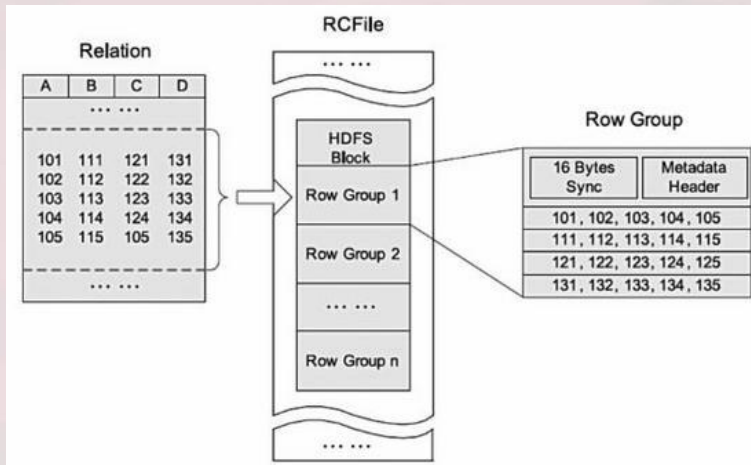 RCFile
Relation
A B C D
... ...
101 111 121 131
102 112 122 132
103 113 123 133
104 114 124 134
105 115 105 135
... ...
... ...
HDFS
Block
Row Group 1
Row Group 2
... ...
Row Group n
... ...
Row Group
16 Bytes
Sync
Metadata
Header
101, 102, 103, 104, 105
111, 112, 113, 114, 115
121, 122, 123, 124, 125
131, 132, 133, 134, 135